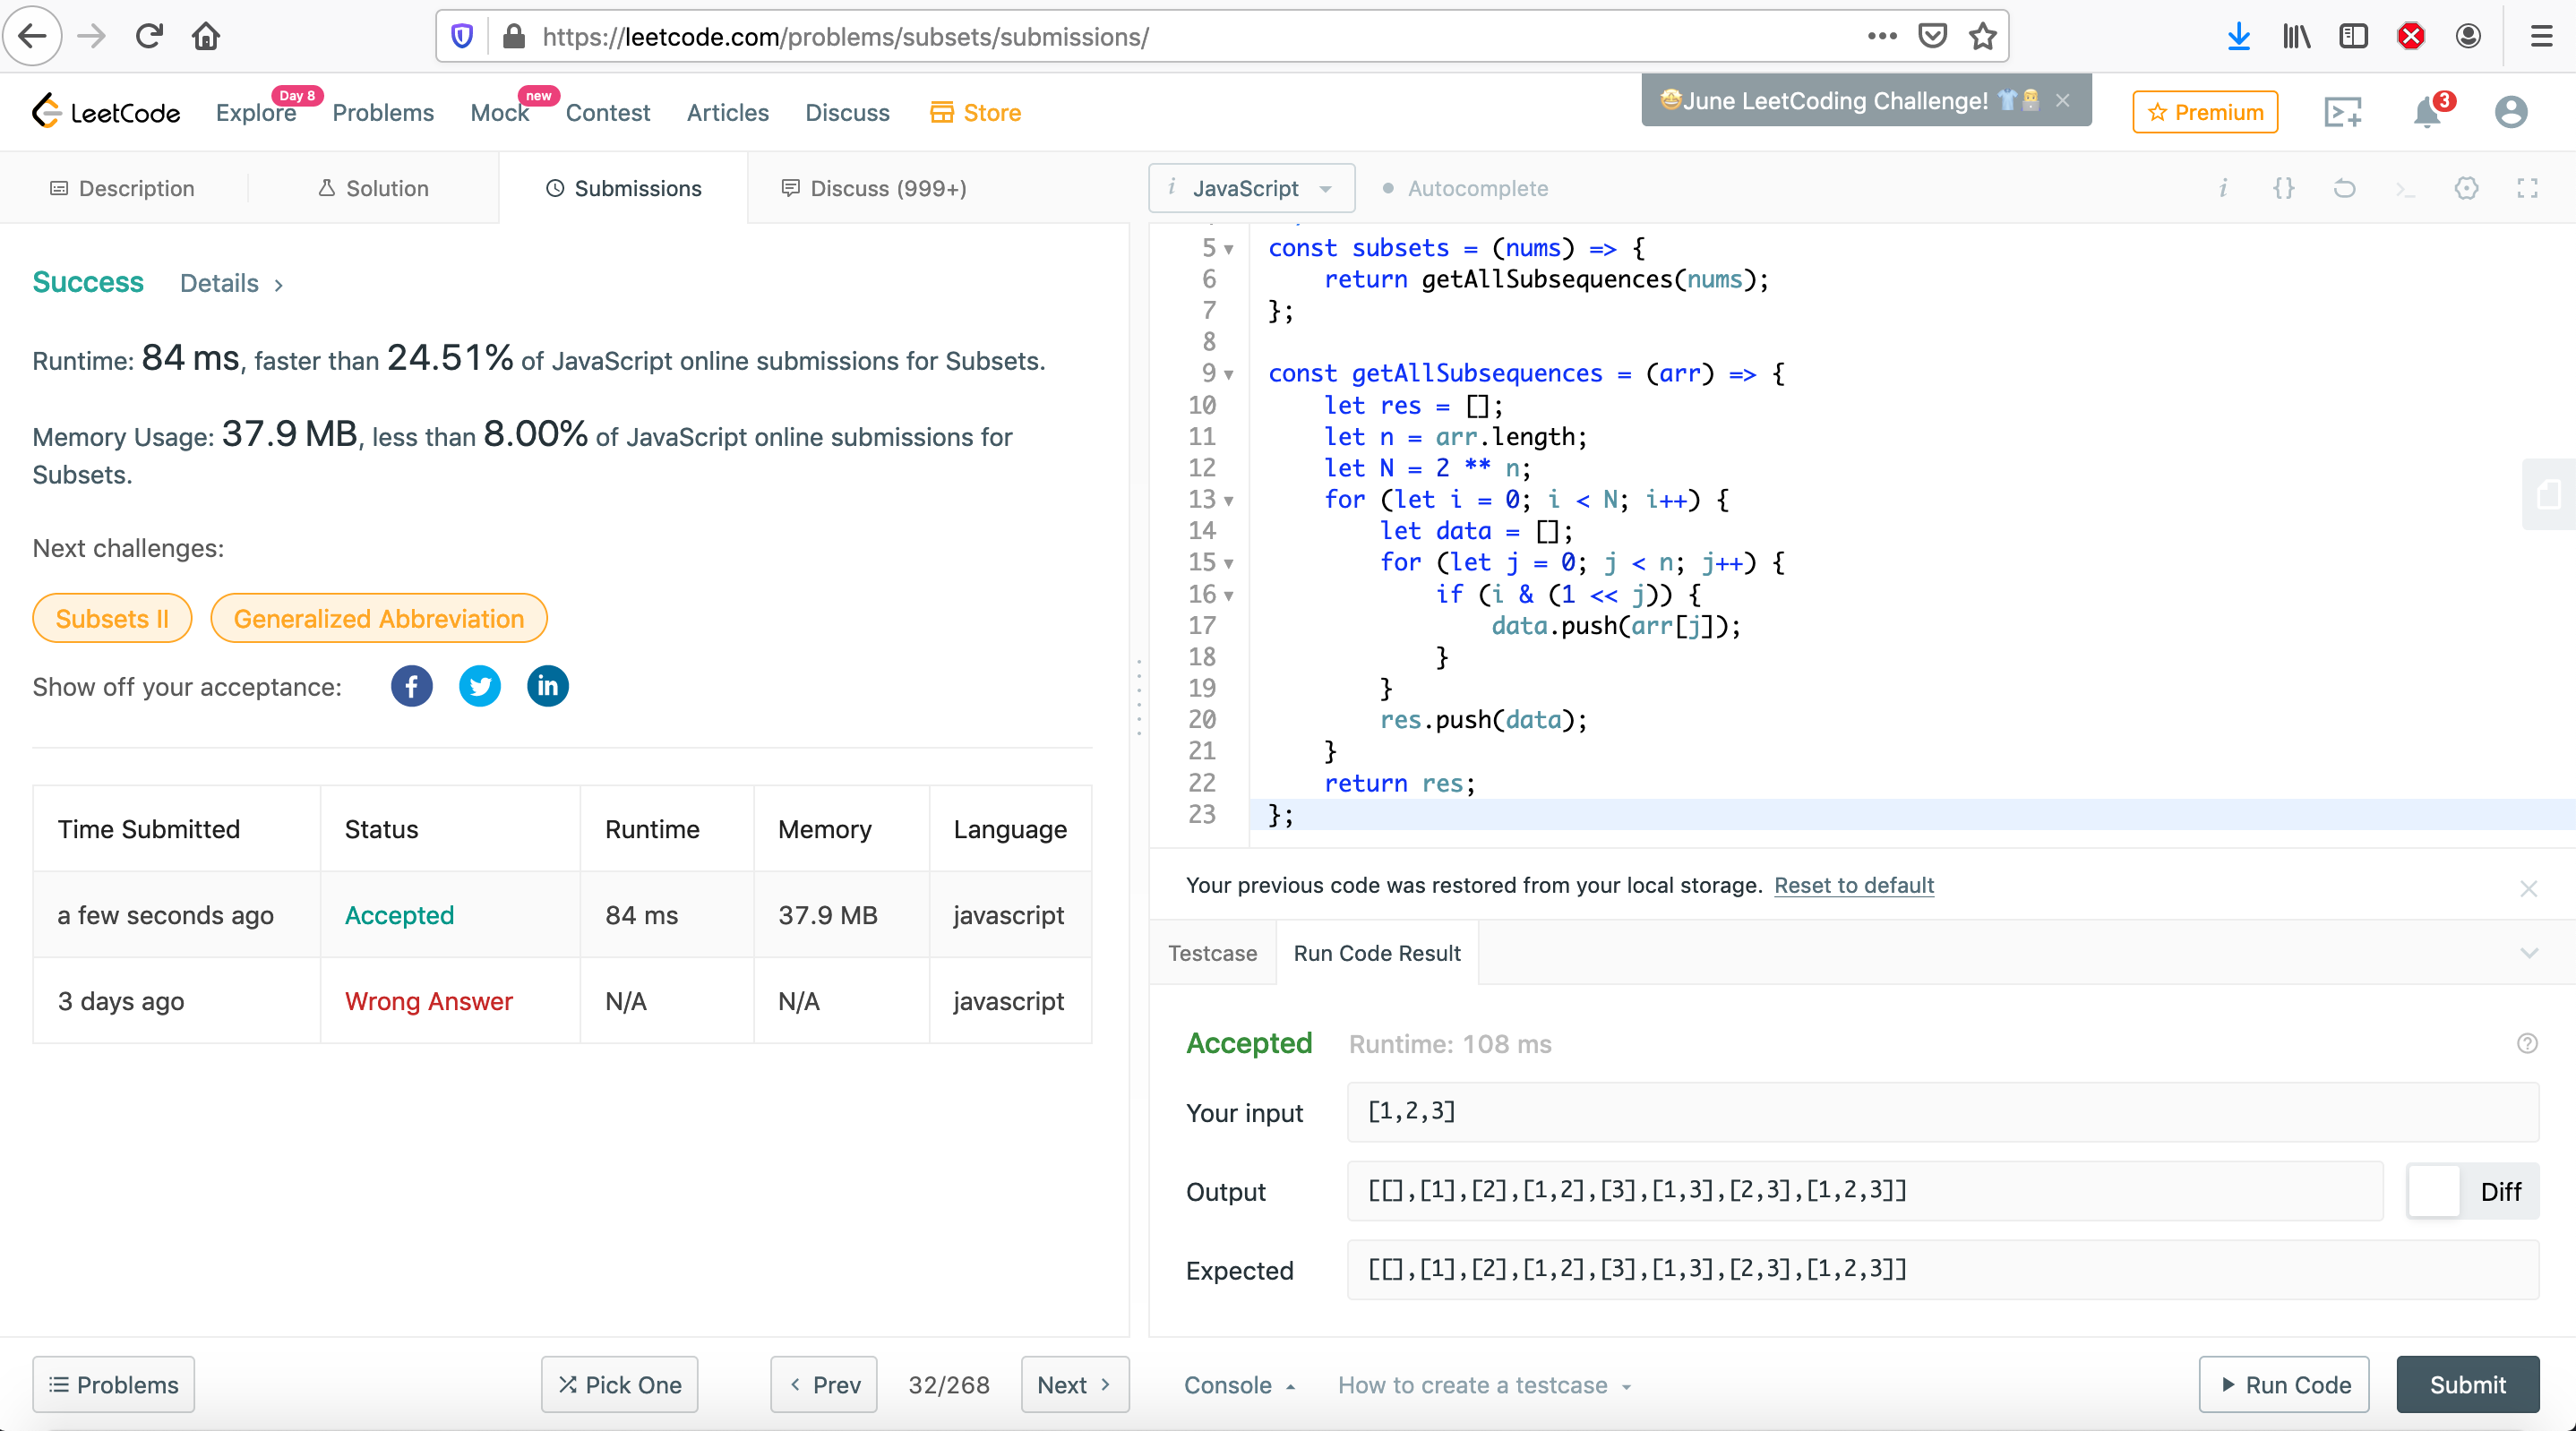 https://leetcode.com/problems/subsets/submissions/
LeetCode
Explore
Day 8
Problems
Mock
new
Contest
Articles
Discuss
Store
🤩June LeetCoding Challenge! 👕
Premium
3
Description
Solution
Submissions
Discuss (999+)
Success
Details
Runtime: 84 ms, faster than 24.51% of JavaScript online submissions for Subsets.
Memory Usage: 37.9 MB, less than 8.00% of JavaScript online submissions for
Subsets.
Next challenges:
Subsets II
Generalized Abbreviation
Show off your acceptance:
Time Submitted Status Runtime Memory Language
a few seconds ago Accepted 84 ms 37.9 MB javascript
3 days ago Wrong Answer N/A N/A javascript
Problems
Pick One
Prev
32/268
Next
i JavaScript
Autocomplete
i {} >_
5 const subsets = (nums) => {
6     return getAllSubsequences(nums);
7 };
8
9 const getAllSubsequences = (arr) => {
10     let res = [];
11     let n = arr.length;
12     let N = 2 ** n;
13     for (let i = 0; i < N; i++) {
14         let data = [];
15         for (let j = 0; j < n; j++) {
16             if (i & (1 << j)) {
17                 data.push(arr[j]);
18             }
19         }
20         res.push(data);
21     }
22     return res;
23 };
Your previous code was restored from your local storage. Reset to default
Testcase
Run Code Result
Accepted
Runtime: 108 ms
Your input
[1,2,3]
Output
[[],[1],[2],[1,2],[3],[1,3],[2,3],[1,2,3]]
Diff
Expected
[[],[1],[2],[1,2],[3],[1,3],[2,3],[1,2,3]]
Console
How to create a testcase
Run Code
Submit